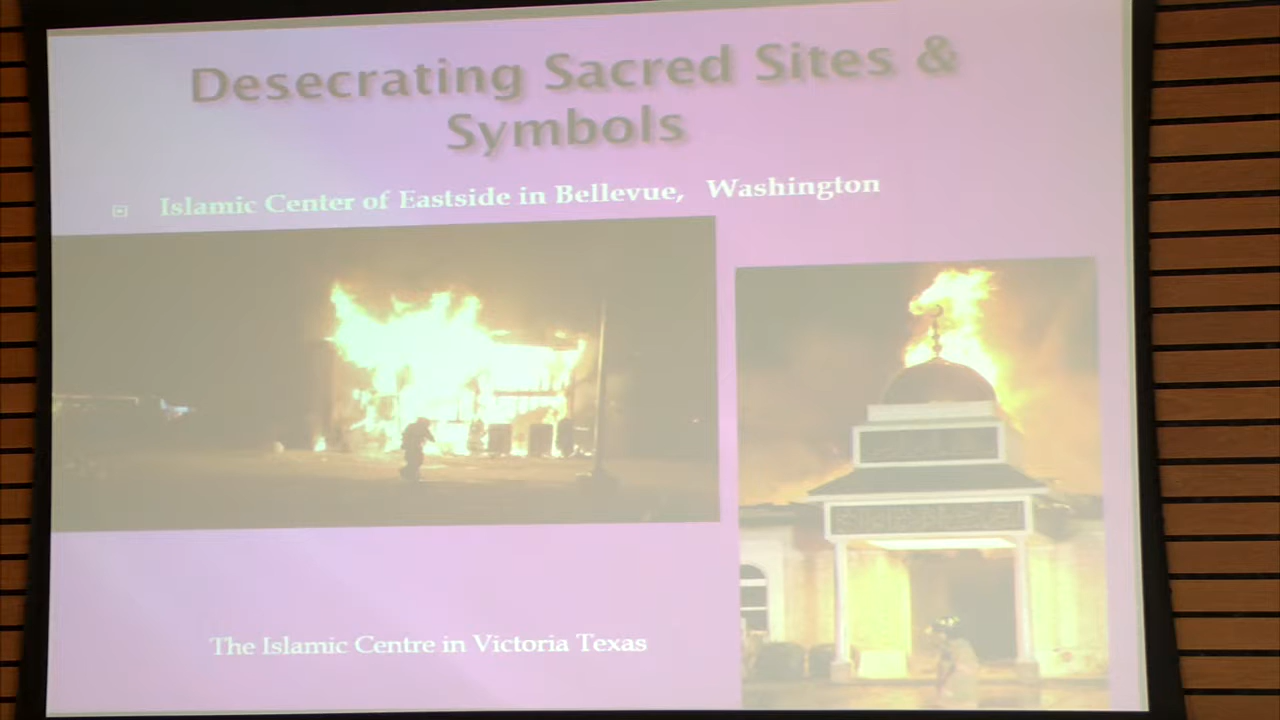 Desecrating Sacred Sites &
Symbols
Islamic Center of Eastside in Bellevue, Washington
The Islamic Centre in Victoria Texas